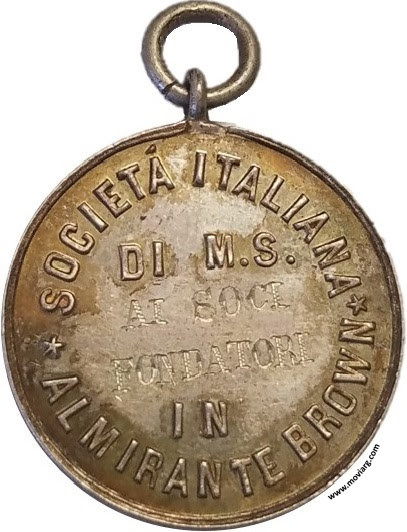 SOCIETÁ ITALIANA
DI M.S.
AI SOCI
FONDATORI
IN
ALMIRANTE BROWN
www.moviarg.com